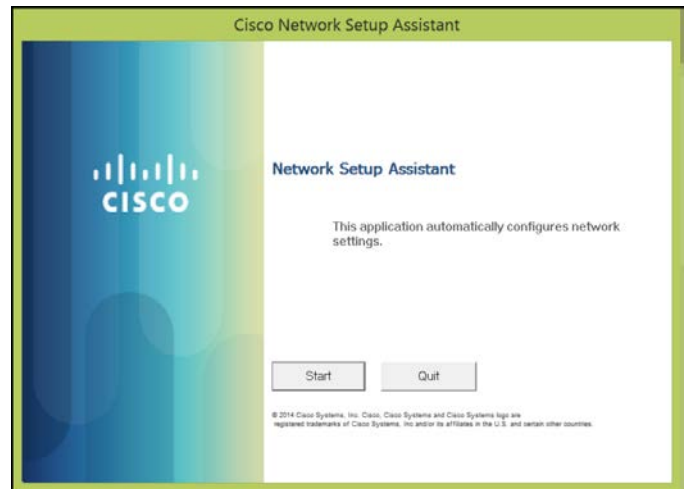 Cisco Network Setup Assistant
CISCO
Network Setup Assistant
This application automatically configures network
settings.
Start
Quit
© 2014 Cisco Systems, Inc. Cisco, Cisco Systems and Cisco Systems logo are
registered trademarks of Cisco Systems, Inc and/or its affiliates in the U.S. and certain other countries.